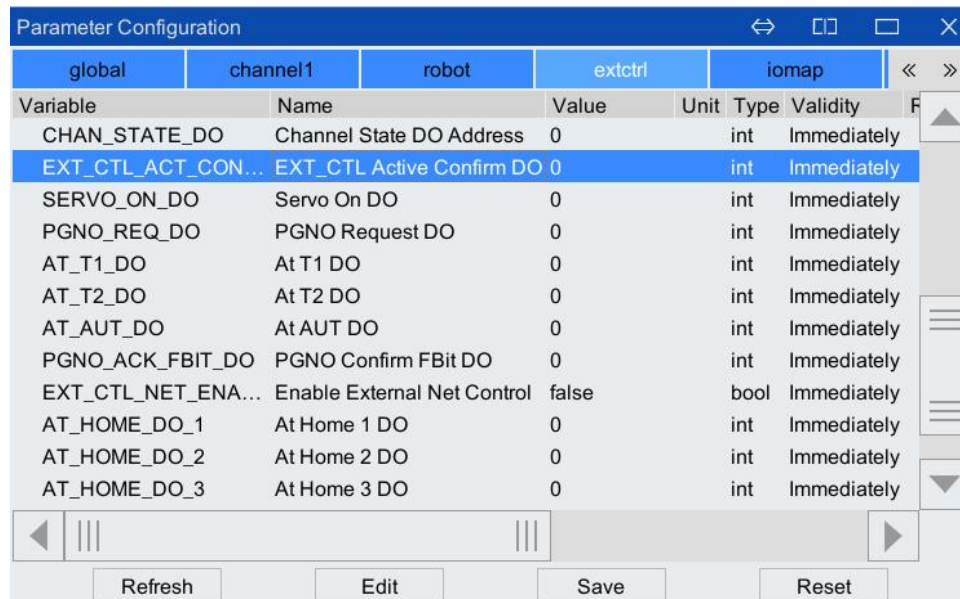 Parameter Configuration
global channel1 robot extctrl iomap « »
Variable Name Value Unit Type Validity
CHAN_STATE_DO Channel State DO Address 0 int Immediately
EXT_CTL_ACT_CON... EXT_CTL Active Confirm DO 0 int Immediately
SERVO_ON_DO Servo On DO 0 int Immediately
PGNO_REQ_DO PGNO Request DO 0 int Immediately
AT_T1_DO At T1 DO 0 int Immediately
AT_T2_DO At T2 DO 0 int Immediately
AT_AUT_DO At AUT DO 0 int Immediately
PGNO_ACK_FBIT_DO PGNO Confirm FBit DO 0 int Immediately
EXT_CTL_NET_ENA... Enable External Net Control false bool Immediately
AT_HOME_DO_1 At Home 1 DO 0 int Immediately
AT_HOME_DO_2 At Home 2 DO 0 int Immediately
AT_HOME_DO_3 At Home 3 DO 0 int Immediately
Refresh Edit Save Reset